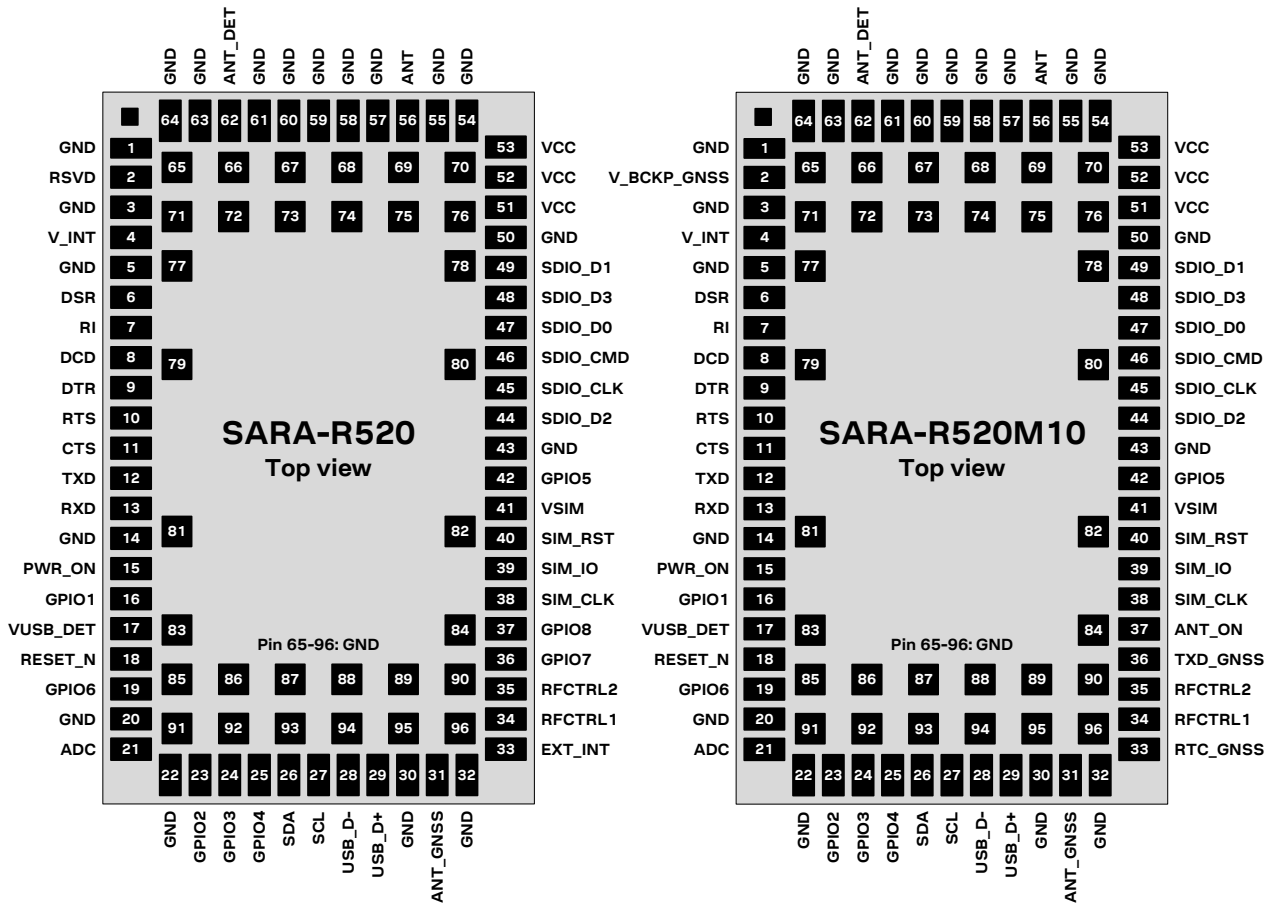 GND GND ANT_DET GND GND GND GND GND ANT GND GND
64 63 62 61 60 59 58 57 56 55 54
GND 1 65 66 67 68 69 70 53 VCC
RSVD 2 52 VCC
GND 3 71 72 73 74 75 76 51 VCC
V_INT 4 50 GND
GND 5 77 78 49 SDIO_D1
DSR 6 48 SDIO_D3
RI 7 47 SDIO_D0
DCD 8 79 80 46 SDIO_CMD
DTR 9 45 SDIO_CLK
RTS 10 44 SDIO_D2
SARA-R520
CTS 11 43 GND
Top view
TXD 12 42 GPIO5
RXD 13 41 VSIM
GND 14 81 82 40 SIM_RST
PWR_ON 15 39 SIM_IO
GPIO1 16 38 SIM_CLK
VUSB_DET 17 83 84 37 GPIO8
Pin 65-96: GND
RESET_N 18 36 GPIO7
GPIO6 19 85 86 87 88 89 90 35 RFCTRL2
GND 20 91 92 93 94 95 96 34 RFCTRL1
ADC 21 33 EXT_INT
22 23 24 25 26 27 28 29 30 31 32
GND GPIO2 GPIO3 GPIO4 SDA SCL USB_D- USB_D+ GND ANT_GNSS GND
GND GND ANT_DET GND GND GND GND GND ANT GND GND
64 63 62 61 60 59 58 57 56 55 54
GND 1 65 66 67 68 69 70 53 VCC
V_BCKP_GNSS 2 52 VCC
GND 3 71 72 73 74 75 76 51 VCC
V_INT 4 50 GND
GND 5 77 78 49 SDIO_D1
DSR 6 48 SDIO_D3
RI 7 47 SDIO_D0
DCD 8 79 80 46 SDIO_CMD
DTR 9 45 SDIO_CLK
RTS 10 44 SDIO_D2
SARA-R520M10
CTS 11 43 GND
Top view
TXD 12 42 GPIO5
RXD 13 41 VSIM
GND 14 81 82 40 SIM_RST
PWR_ON 15 39 SIM_IO
GPIO1 16 38 SIM_CLK
VUSB_DET 17 83 84 37 ANT_ON
Pin 65-96: GND
RESET_N 18 36 TXD_GNSS
GPIO6 19 85 86 87 88 89 90 35 RFCTRL2
GND 20 91 92 93 94 95 96 34 RFCTRL1
ADC 21 33 RTC_GNSS
22 23 24 25 26 27 28 29 30 31 32
GND GPIO2 GPIO3 GPIO4 SDA SCL USB_D- USB_D+ GND ANT_GNSS GND